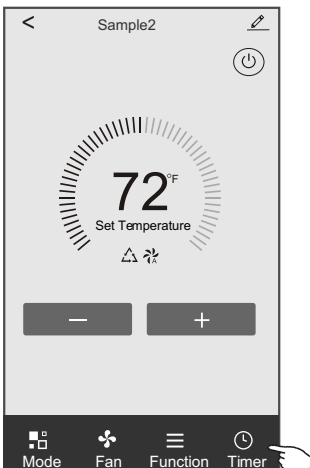 < Sample2
72°F
Set Temperature
A
− +
Mode Fan Function Timer